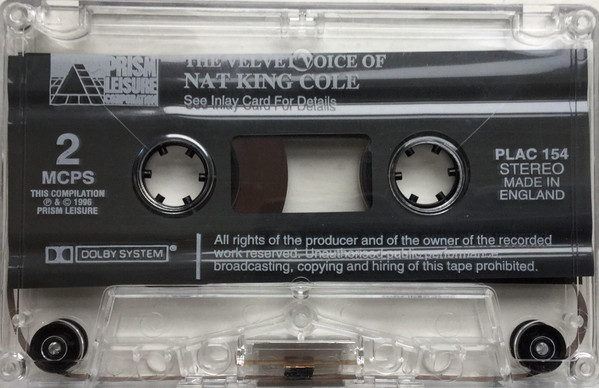 PRISM
LEISURE
CORPORATION
THE VELVET VOICE OF
NAT KING COLE
See Inlay Card For Details
2
MCPS
THIS COMPILATION
℗ & © 1996
PRISM LEISURE
PLAC 154
STEREO
MADE IN
ENGLAND
DOLBY SYSTEM®
All rights of the producer and of the owner of the recorded
work reserved. Unauthorised public performance,
broadcasting, copying and hiring of this tape prohibited.